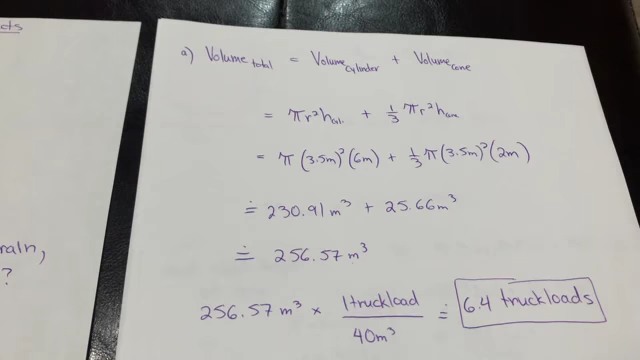 a) Volume total = Volume cylinder + Volume cone
= πr²h cyl. + 1/3 πr²h cone
= π(3.5m)²(6m) + 1/3 π(3.5m)²(2m)
≐ 230.91 m³ + 25.66 m³
≐ 256.57 m³
256.57 m³ × 1 truckload / 40m³ ≐ 6.4 truckloads
?